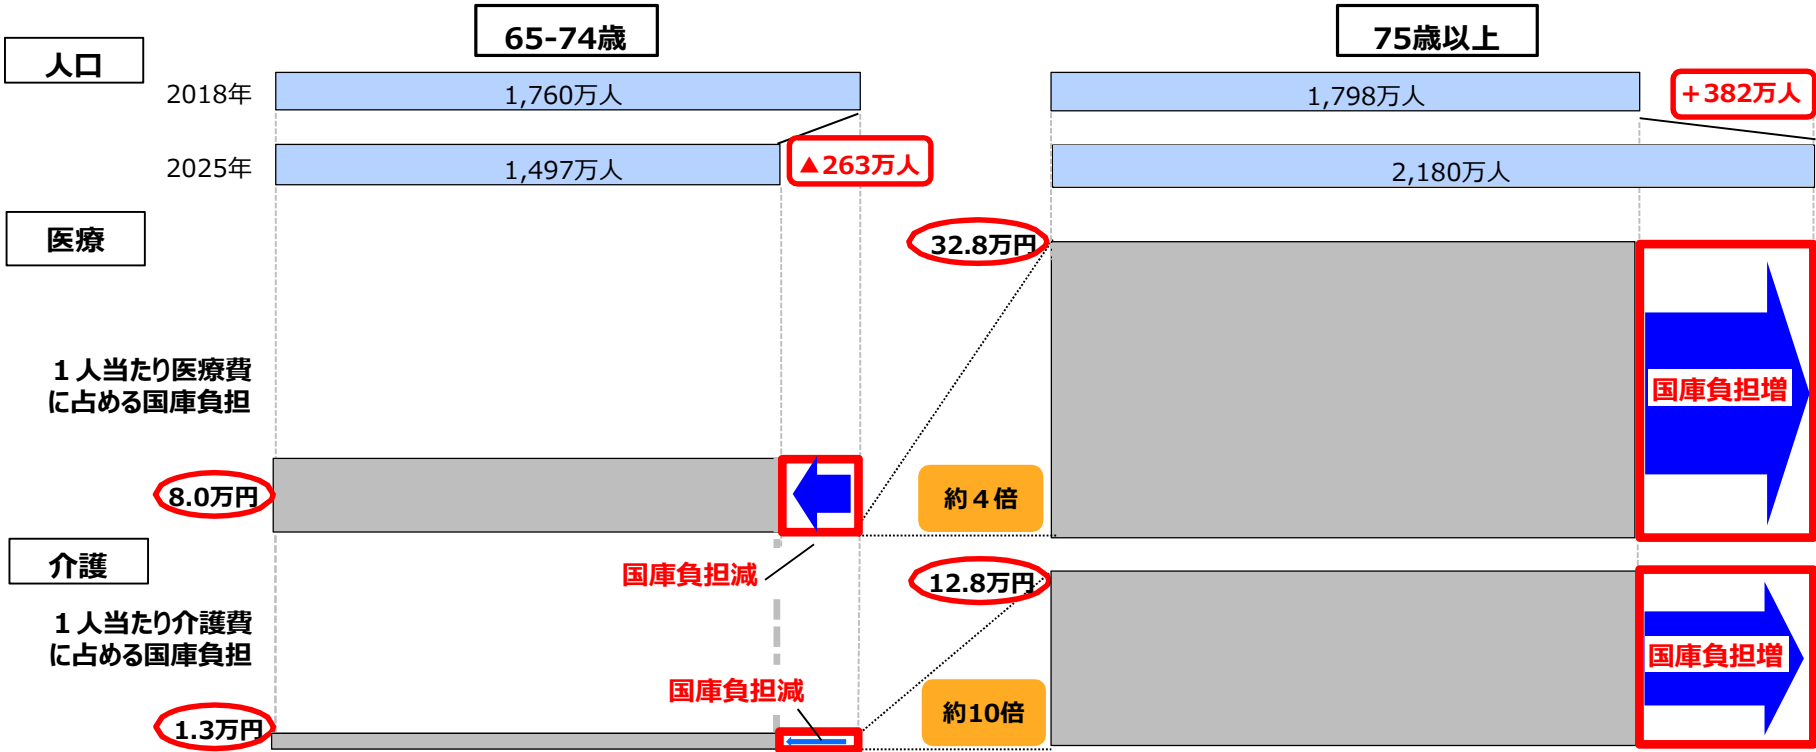 65-74歳
75歳以上
人口
2018年
1,760万人
1,798万人
+382万人
2025年
1,497万人
▲263万人
2,180万人
医療
32.8万円
1人当たり医療費
に占める国庫負担
国庫負担増
8.0万円
約4倍
介護
国庫負担減
12.8万円
1人当たり介護費
に占める国庫負担
国庫負担増
国庫負担減
1.3万円
約10倍